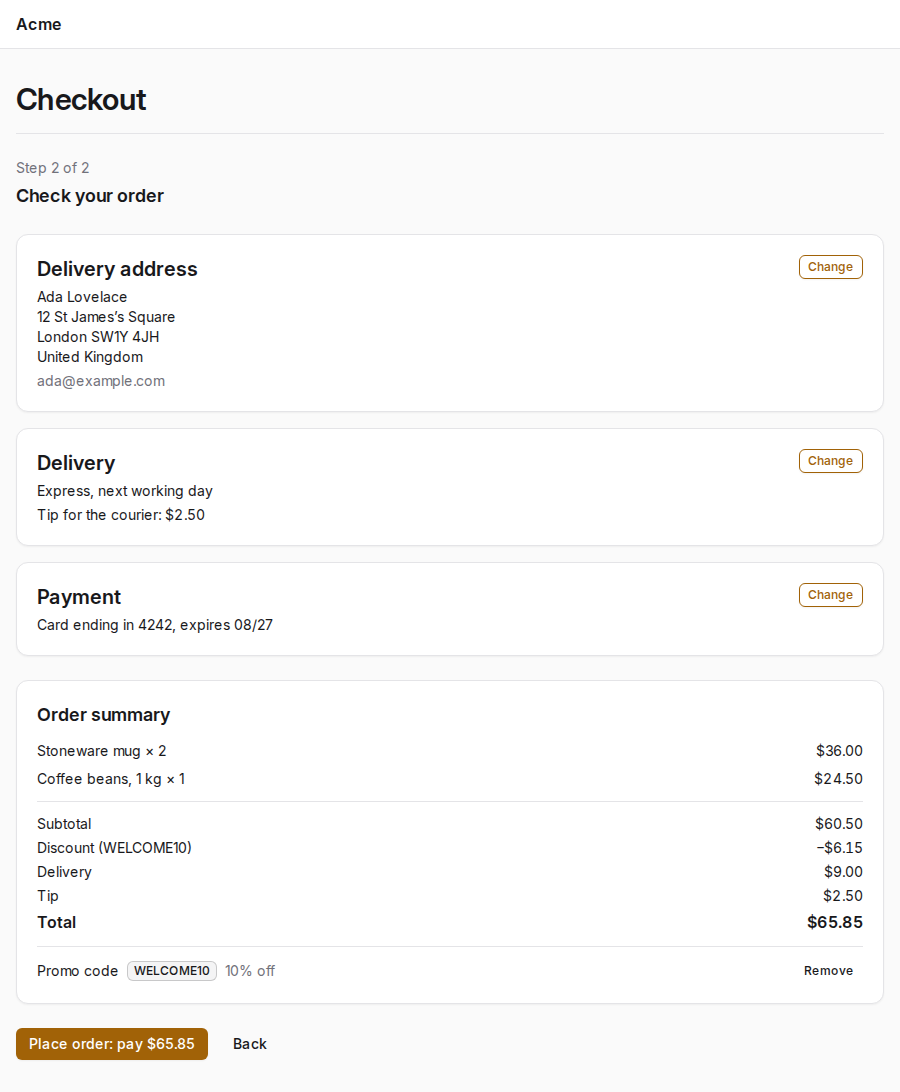 Acme
Checkout
Step 2 of 2
Check your order
Delivery address
Change
Ada Lovelace
12 St James’s Square
London SW1Y 4JH
United Kingdom
ada@example.com
Delivery
Change
Express, next working day
Tip for the courier: $2.50
Payment
Change
Card ending in 4242, expires 08/27
Order summary
Stoneware mug × 2 $36.00
Coffee beans, 1 kg × 1 $24.50
Subtotal $60.50
Discount (WELCOME10) −$6.15
Delivery $9.00
Tip $2.50
Total $65.85
Promo code WELCOME10 10% off Remove
Place order: pay $65.85 Back